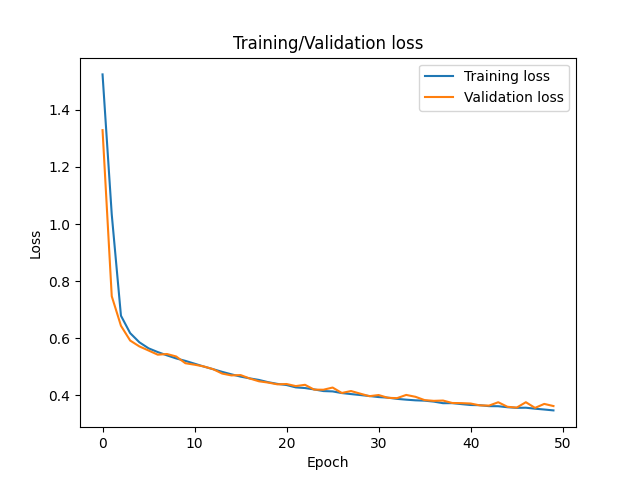 Training/Validation loss
Training loss
Validation loss
1.4
1.2
1.0
0.8
0.6
0.4
Loss
0 10 20 30 40 50
Epoch